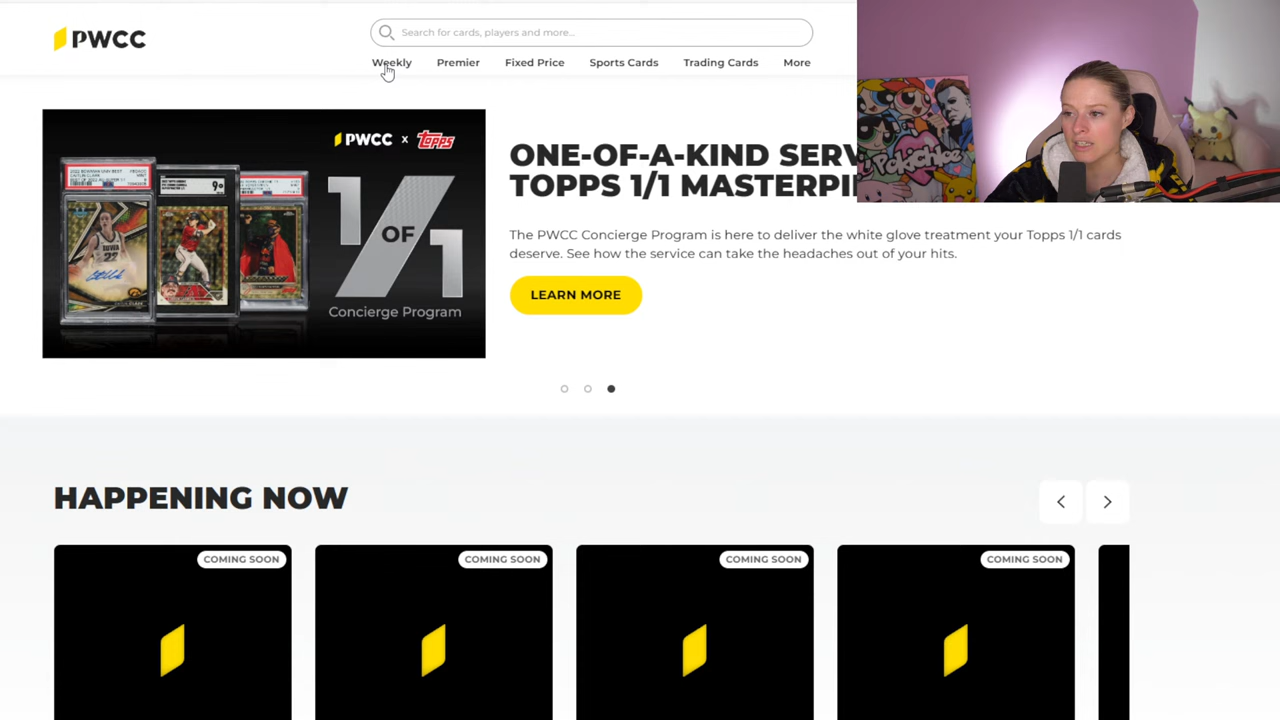 PWCC
Search for cards, players and more...
Weekly Premier Fixed Price Sports Cards Trading Cards More
PWCC x Topps
1 OF 1
Concierge Program
ONE-OF-A-KIND SERV
TOPPS 1/1 MASTERPI
The PWCC Concierge Program is here to deliver the white glove treatment your Topps 1/1 cards
deserve. See how the service can take the headaches out of your hits.
LEARN MORE
PokiChloe
HAPPENING NOW
COMING SOON
COMING SOON
COMING SOON
COMING SOON